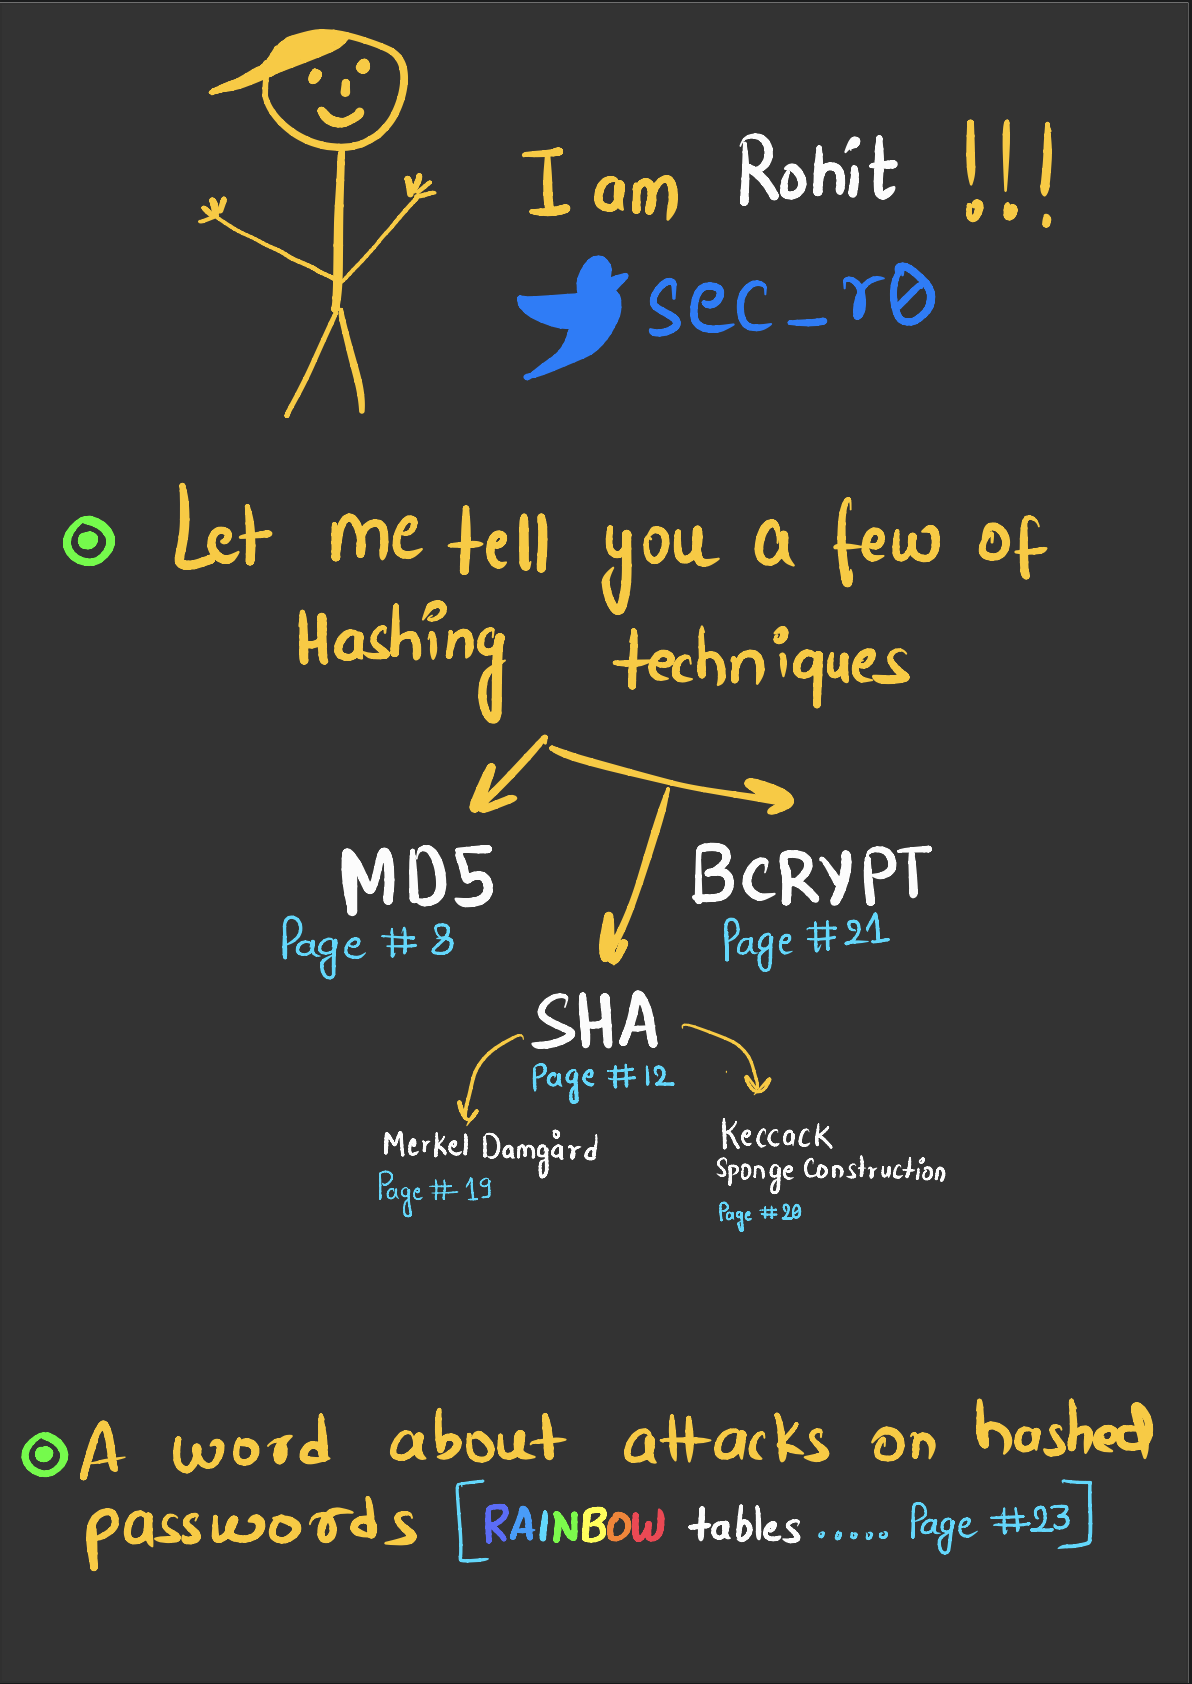 I am Rohit !!!
sec_r0
Let me tell you a few of
Hashing techniques
MD5
Page # 8
BCRYPT
Page # 21
SHA
Page # 12
Merkel Damgård
Page # 19
Keccack
Sponge Construction
Page # 20
A word about attacks on hashed
passwords [RAINBOW tables ..... Page #23]